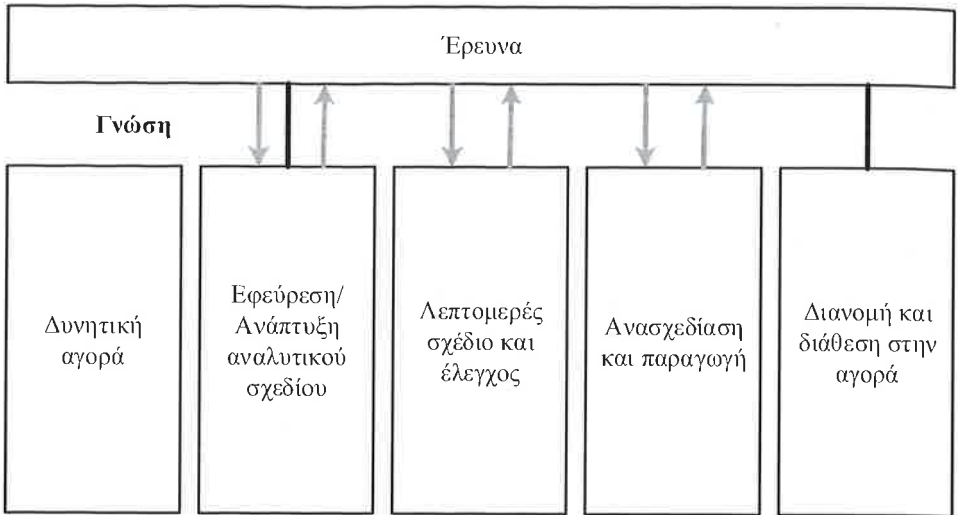 Έρευνα
Γνώση
Δυνητική
αγορά
Εφεύρεση/
Ανάπτυξη
αναλυτικού
σχεδίου
Λεπτομερές
σχέδιο και
έλεγχος
Ανασχεδίαση
και παραγωγή
Διανομή και
διάθεση στην
αγορά